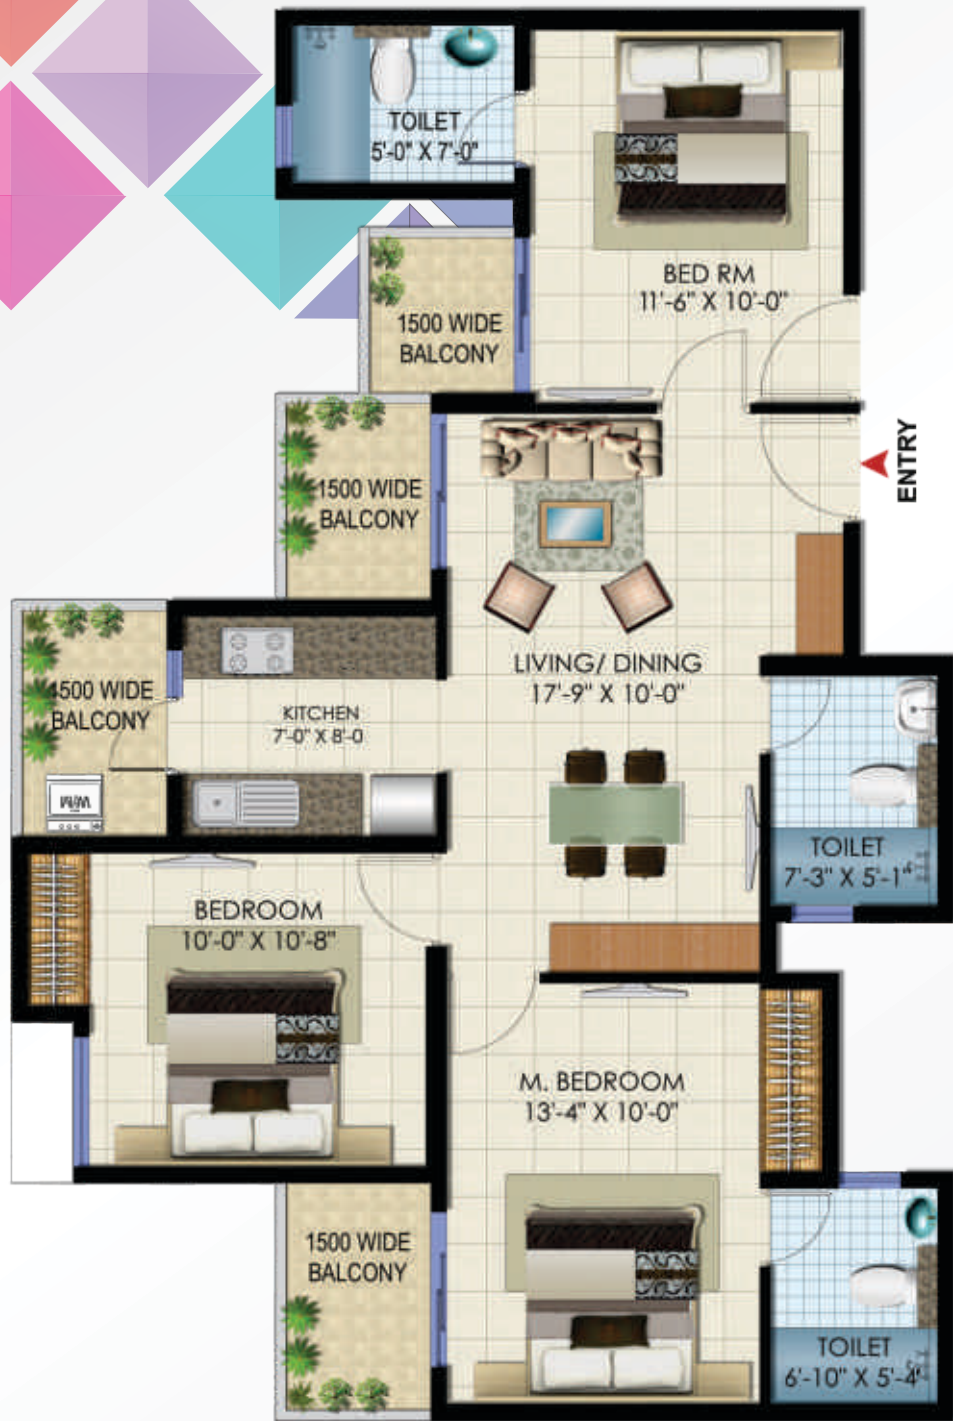 TOILET
5'-0" X 7'-0"
BED RM
11'-6" X 10'-0"
1500 WIDE
BALCONY
ENTRY
1500 WIDE
BALCONY
LIVING/ DINING
17'-9" X 10'-0"
1500 WIDE
BALCONY
KITCHEN
7'-0" X 8'-0
W/M
TOILET
7'-3" X 5'-1"
BEDROOM
10'-0" X 10'-8"
M. BEDROOM
13'-4" X 10'-0"
1500 WIDE
BALCONY
TOILET
6'-10" X 5'-4'